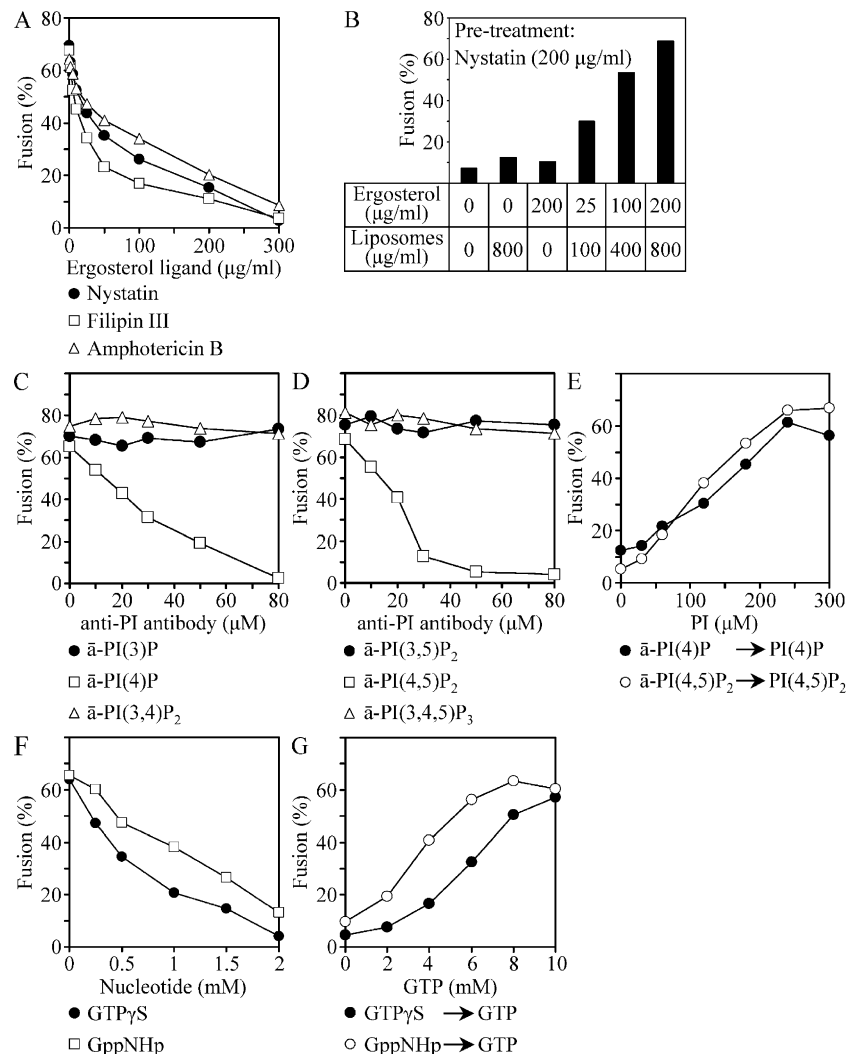 A
Fusion (%)
80
60
40
20
0
0 100 200 300
Ergosterol ligand (μg/ml)
● Nystatin
□ Filipin III
△ Amphotericin B
B
Fusion (%)
80
60
40
20
Pre-treatment:
Nystatin (200 μg/ml)
Ergosterol (μg/ml) 0 0 200 25 100 200
Liposomes (μg/ml) 0 800 0 100 400 800
C
Fusion (%)
100
80
60
40
20
0
0 20 40 60 80
anti-PI antibody (μM)
● ā-PI(3)P
□ ā-PI(4)P
△ ā-PI(3,4)P₂
D
Fusion (%)
100
80
60
40
20
0
0 20 40 60 80
anti-PI antibody (μM)
● ā-PI(3,5)P₂
□ ā-PI(4,5)P₂
△ ā-PI(3,4,5)P₃
E
Fusion (%)
80
60
40
20
0
0 100 200 300
PI (μM)
● ā-PI(4)P → PI(4)P
○ ā-PI(4,5)P₂ → PI(4,5)P₂
F
Fusion (%)
80
60
40
20
0
0 0.5 1 1.5 2
Nucleotide (mM)
● GTPγS
□ GppNHp
G
Fusion (%)
80
60
40
20
0
0 2 4 6 8 10
GTP (mM)
● GTPγS → GTP
○ GppNHp → GTP